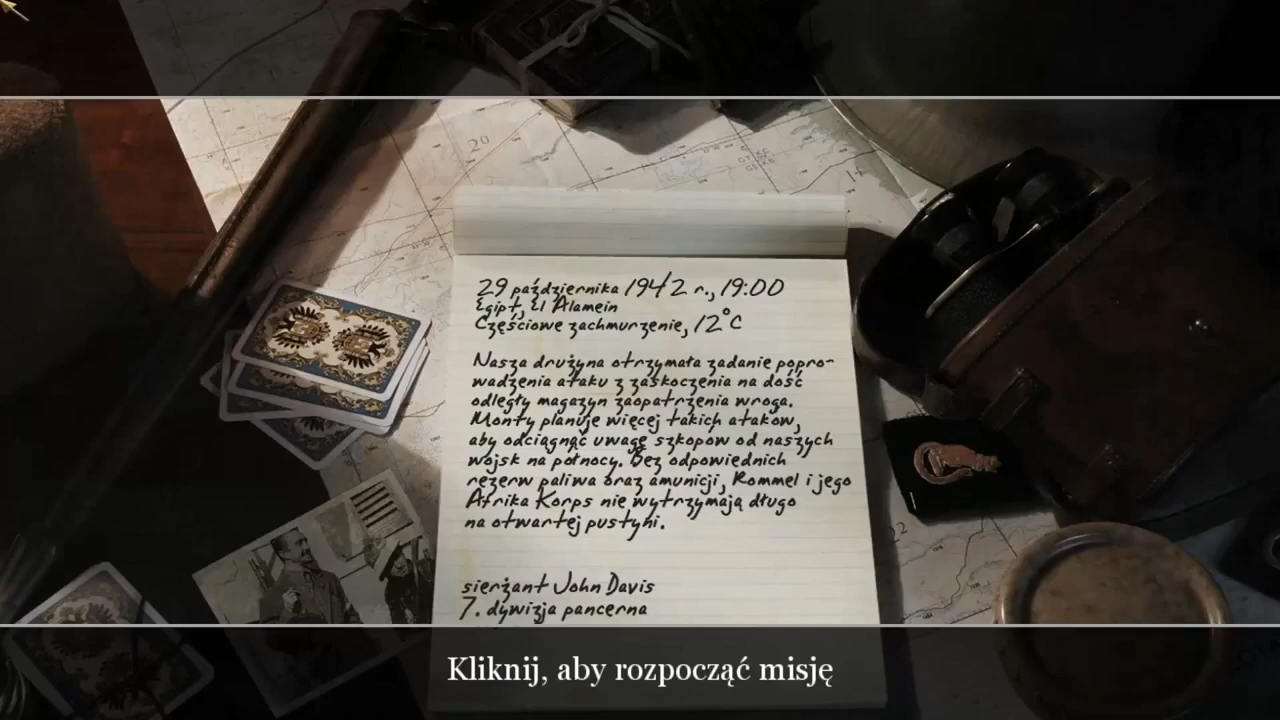 29 października 1942 r., 19:00
Egipt, El Alamein
Częściowe zachmurzenie, 12°C
Nasza drużyna otrzymała zadanie popro-
wadzenia ataku z zaskoczenia na dość
odległy magazyn zaopatrzenia wroga.
Monty planuje więcej takich ataków,
aby odciągnąć uwagę szkopów od naszych
wojsk na północy. Bez odpowiednich
rezerw paliwa oraz amunicji, Rommel i jego
Afrika Korps nie wytrzymają długo
na otwartej pustyni.
sierżant John Davis
7. dywizja pancerna
Kliknij, aby rozpocząć misję